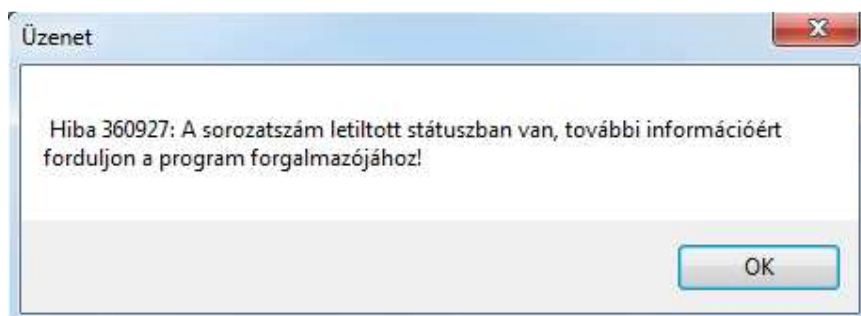 Üzenet
Hiba 360927: A sorozatszám letiltott státuszban van, további információért
forduljon a program forgalmazójához!
OK